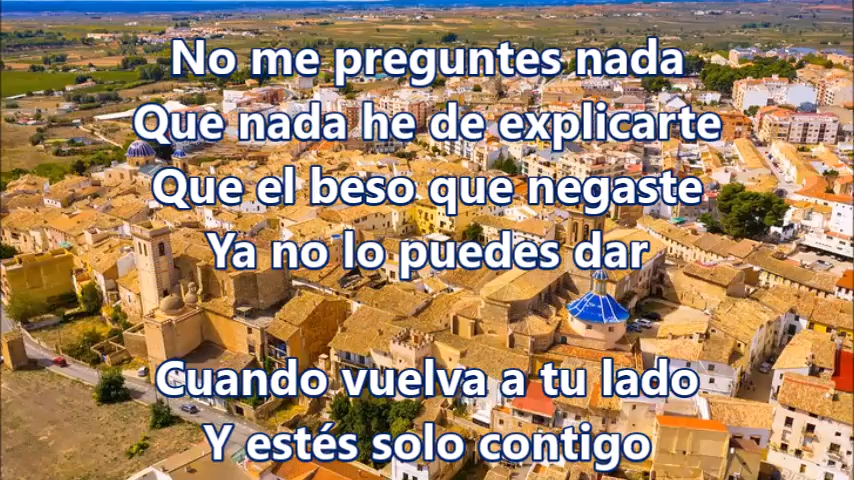 No me preguntes nada
Que nada he de explicarte
Que el beso que negaste
Ya no lo puedes dar
Cuando vuelva a tu lado
Y estés solo contigo